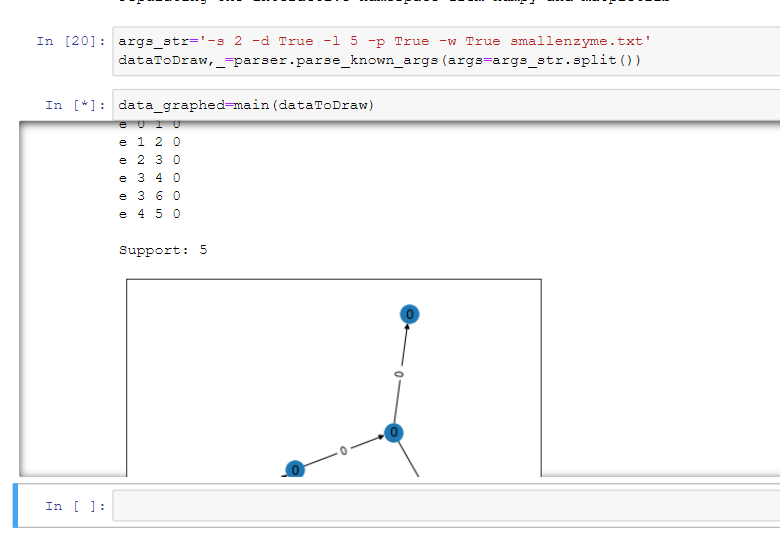 In [20]: args_str='-s 2 -d True -l 5 -p True -w True smallenzyme.txt'
dataToDraw,_=parser.parse_known_args(args=args_str.split())
In [*]: data_graphed=main(dataToDraw)
e 0 1 0
e 1 2 0
e 2 3 0
e 3 4 0
e 3 6 0
e 4 5 0
Support: 5
0
0
0
0
0
In [ ]: